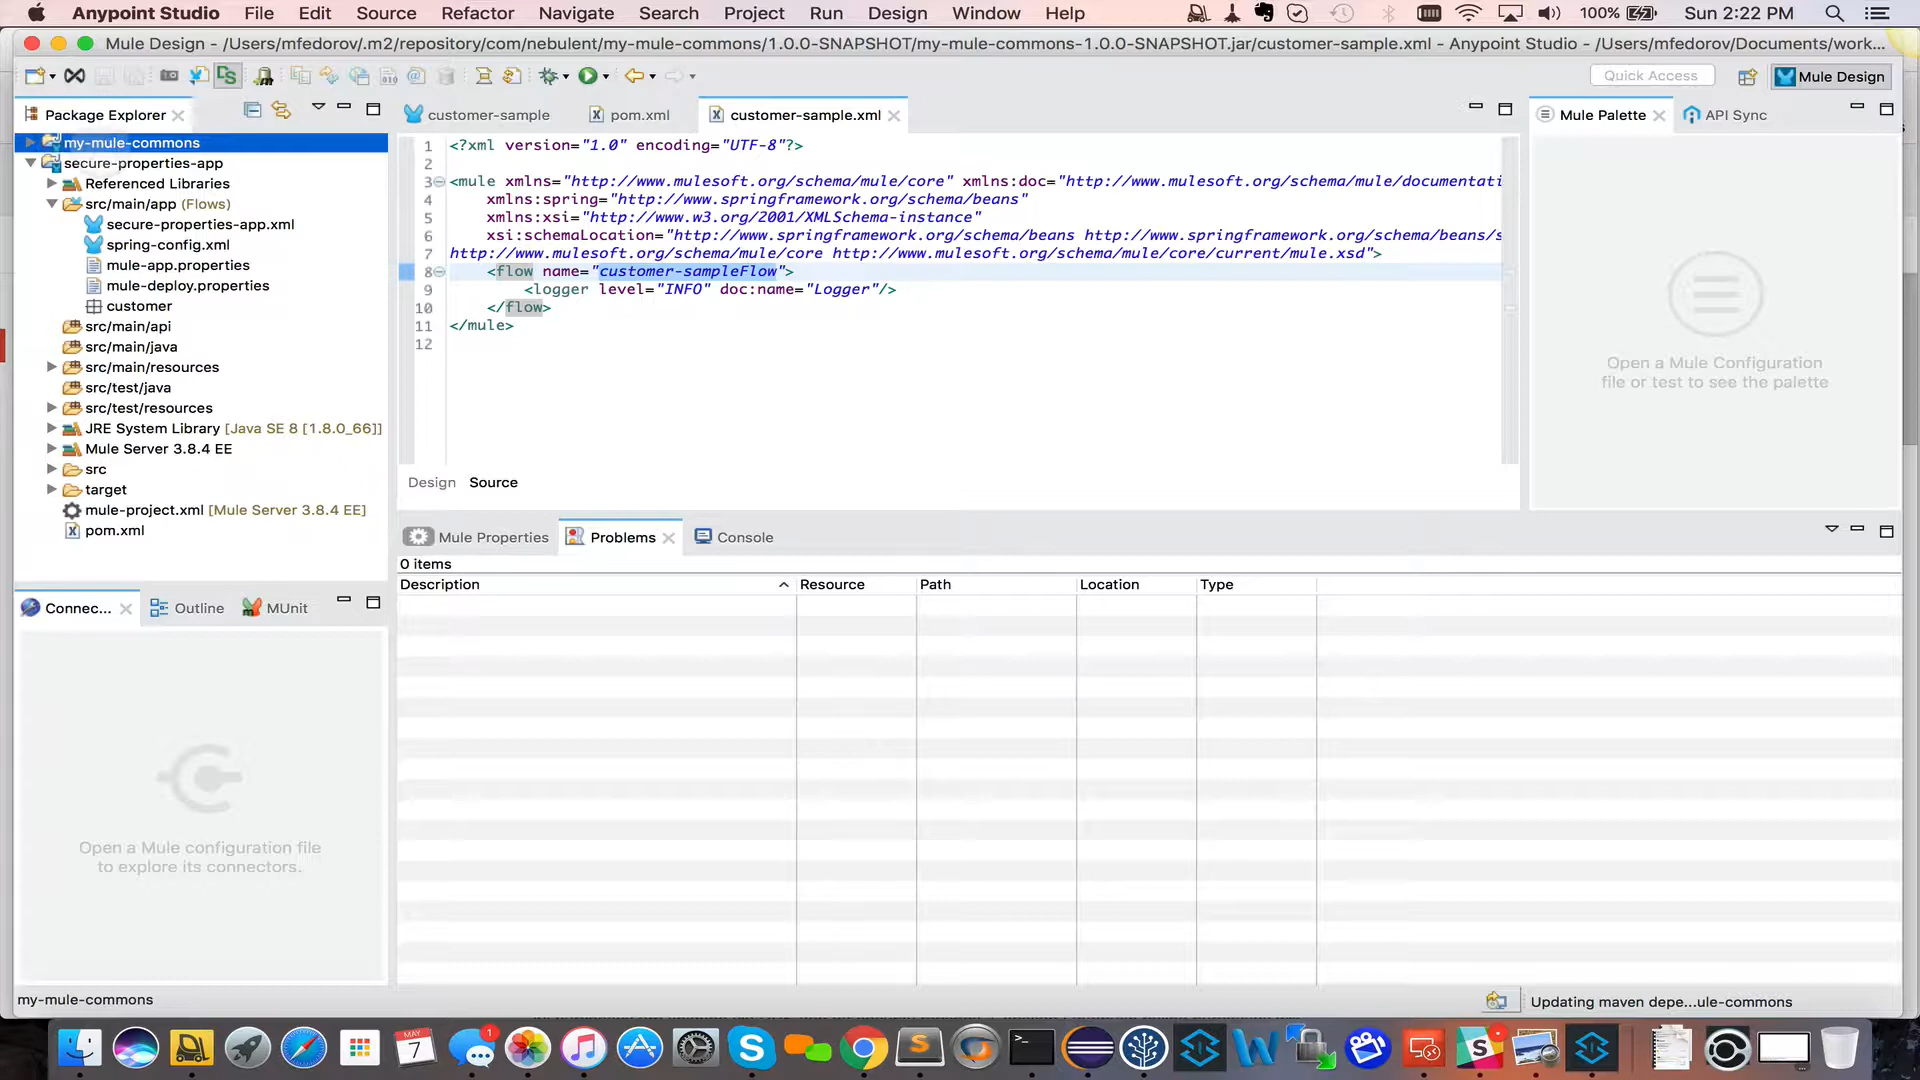 Anypoint Studio File Edit Source Refactor Navigate Search Project Run Design Window Help 100% Sun 2:22 PM
Mule Design - /Users/mfedorov/.m2/repository/com/nebulent/my-mule-commons/1.0.0-SNAPSHOT/my-mule-commons-1.0.0-SNAPSHOT.jar/customer-sample.xml - Anypoint Studio - /Users/mfedorov/Documents/work...
Quick Access Mule Design
Package Explorer
my-mule-commons
secure-properties-app
Referenced Libraries
src/main/app (Flows)
secure-properties-app.xml
spring-config.xml
mule-app.properties
mule-deploy.properties
customer
src/main/api
src/main/java
src/main/resources
src/test/java
src/test/resources
JRE System Library [Java SE 8 [1.8.0_66]]
Mule Server 3.8.4 EE
src
target
mule-project.xml [Mule Server 3.8.4 EE]
pom.xml
customer-sample pom.xml customer-sample.xml
1 <?xml version="1.0" encoding="UTF-8"?>
2
3 <mule xmlns="http://www.mulesoft.org/schema/mule/core" xmlns:doc="http://www.mulesoft.org/schema/mule/documentati
4 xmlns:spring="http://www.springframework.org/schema/beans"
5 xmlns:xsi="http://www.w3.org/2001/XMLSchema-instance"
6 xsi:schemaLocation="http://www.springframework.org/schema/beans http://www.springframework.org/schema/beans/s
7 http://www.mulesoft.org/schema/mule/core http://www.mulesoft.org/schema/mule/core/current/mule.xsd">
8 <flow name="customer-sampleFlow">
9 <logger level="INFO" doc:name="Logger"/>
10 </flow>
11 </mule>
12
Design Source
Mule Palette API Sync
Open a Mule Configuration
file or test to see the palette
Mule Properties Problems Console
0 items
Description Resource Path Location Type
Connec... Outline MUnit
Open a Mule configuration file
to explore its connectors.
my-mule-commons
Updating maven depe...ule-commons
MAY
7
1